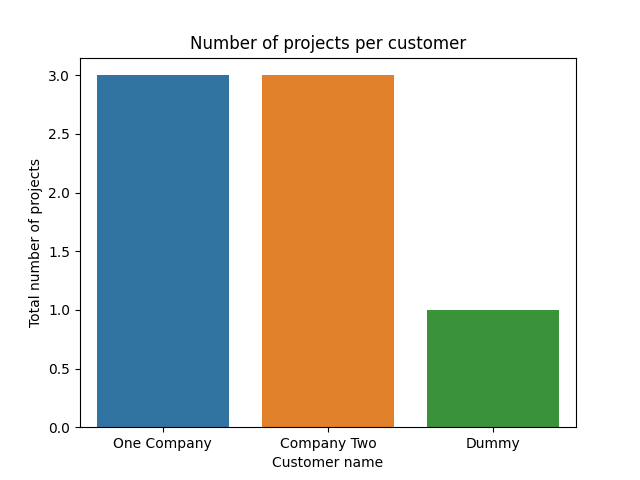 Number of projects per customer
Total number of projects
3.0
2.5
2.0
1.5
1.0
0.5
0.0
One Company
Company Two
Dummy
Customer name